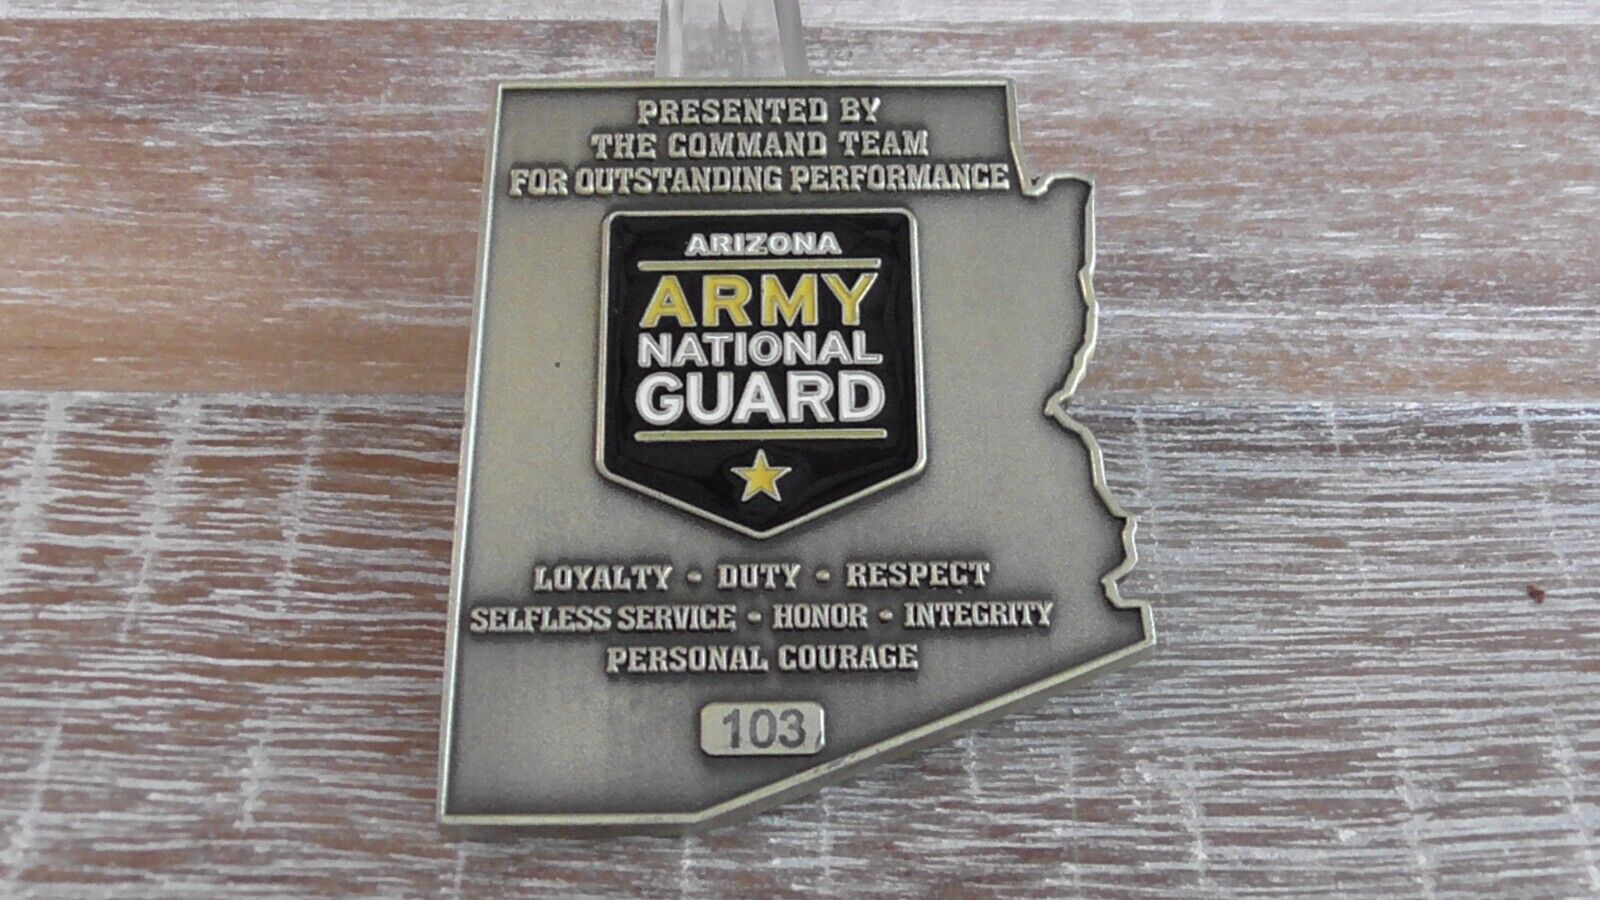 PRESENTED BY
THE COMMAND TEAM
FOR OUTSTANDING PERFORMANCE
ARIZONA
ARMY
NATIONAL
GUARD
LOYALTY - DUTY - RESPECT
SELFLESS SERVICE - HONOR - INTEGRITY
PERSONAL COURAGE
103